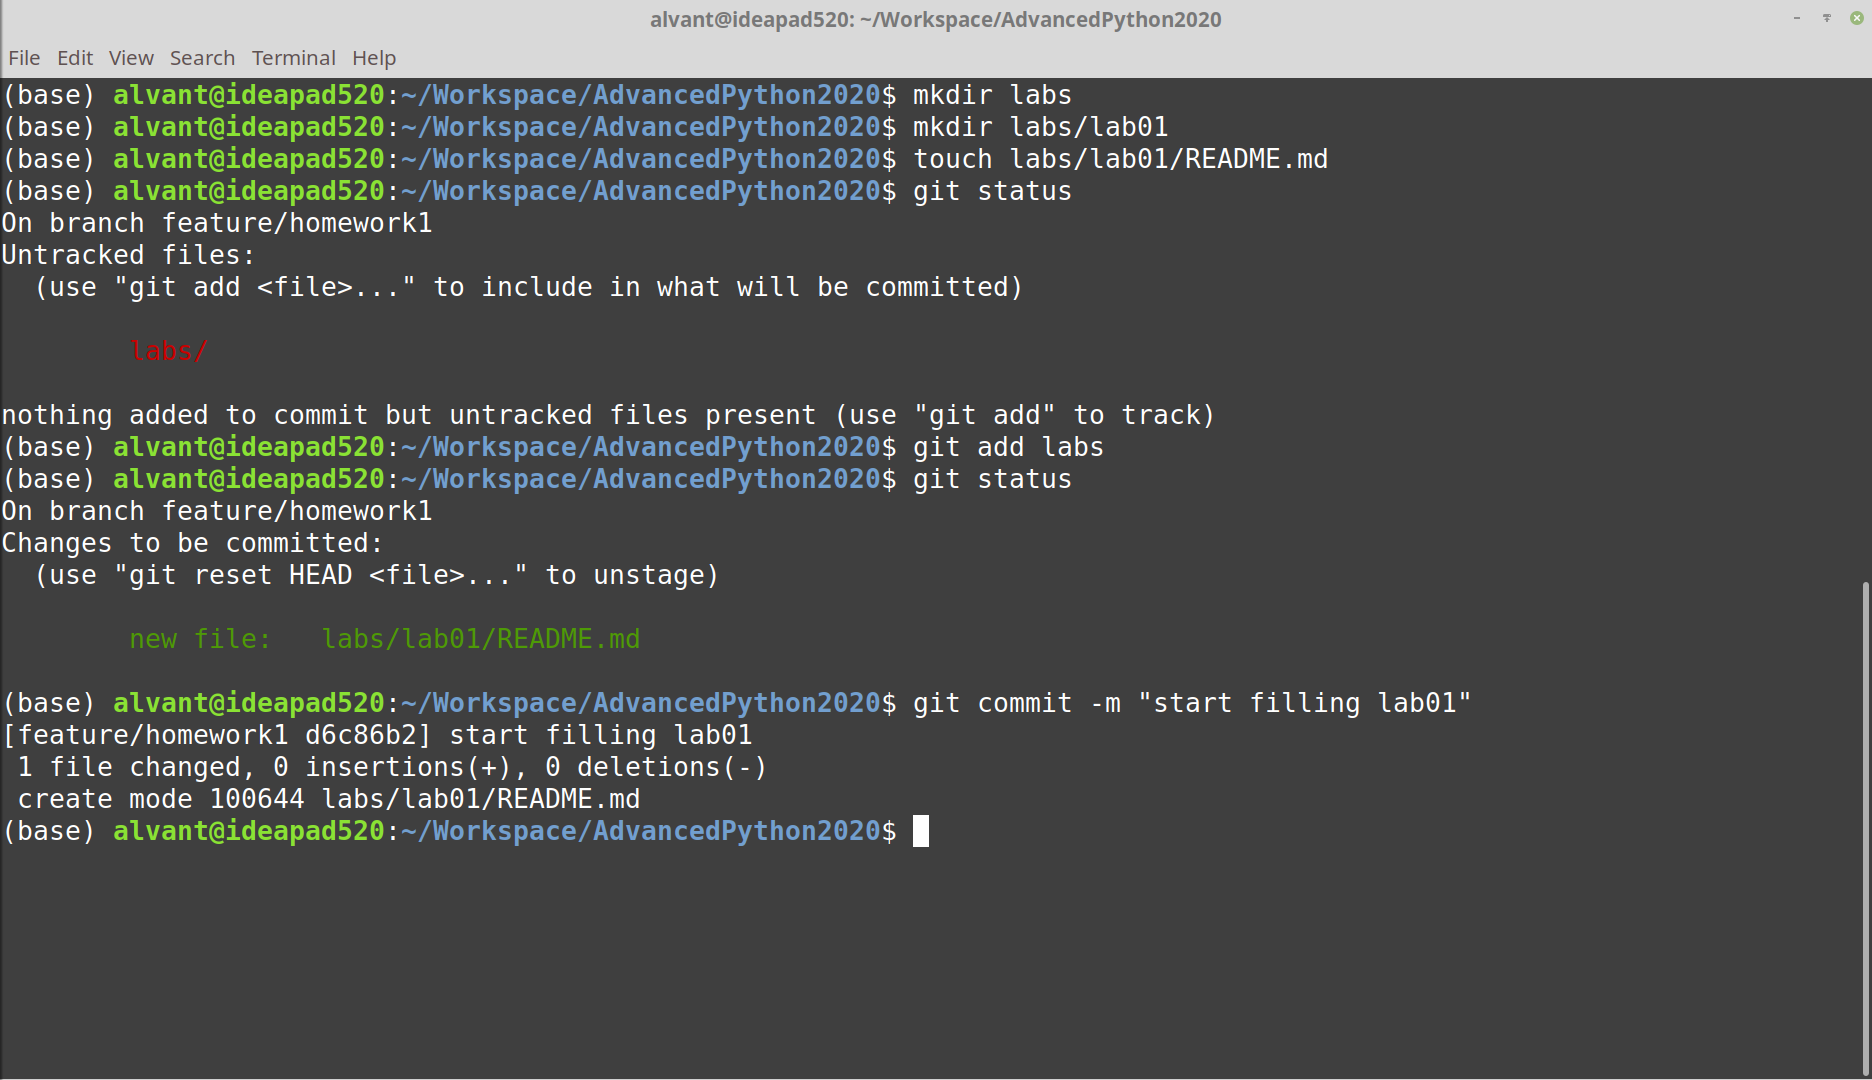 alvant@ideapad520: ~/Workspace/AdvancedPython2020
File Edit View Search Terminal Help
(base) alvant@ideapad520:~/Workspace/AdvancedPython2020$ mkdir labs
(base) alvant@ideapad520:~/Workspace/AdvancedPython2020$ mkdir labs/lab01
(base) alvant@ideapad520:~/Workspace/AdvancedPython2020$ touch labs/lab01/README.md
(base) alvant@ideapad520:~/Workspace/AdvancedPython2020$ git status
On branch feature/homework1
Untracked files:
  (use "git add <file>..." to include in what will be committed)
        labs/
nothing added to commit but untracked files present (use "git add" to track)
(base) alvant@ideapad520:~/Workspace/AdvancedPython2020$ git add labs
(base) alvant@ideapad520:~/Workspace/AdvancedPython2020$ git status
On branch feature/homework1
Changes to be committed:
  (use "git reset HEAD <file>..." to unstage)
        new file:   labs/lab01/README.md
(base) alvant@ideapad520:~/Workspace/AdvancedPython2020$ git commit -m "start filling lab01"
[feature/homework1 d6c86b2] start filling lab01
 1 file changed, 0 insertions(+), 0 deletions(-)
 create mode 100644 labs/lab01/README.md
(base) alvant@ideapad520:~/Workspace/AdvancedPython2020$